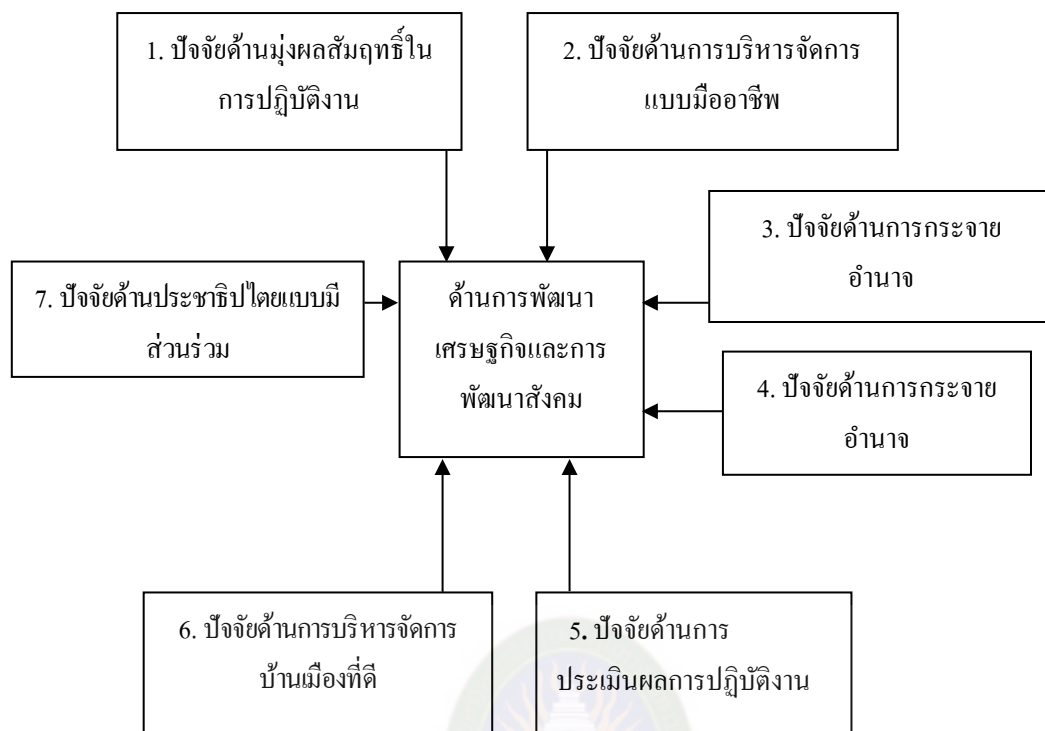 1. ปัจจัยด้านมุ่งผลสัมฤทธิ์ใน
การปฏิบัติงาน
2. ปัจจัยด้านการบริหารจัดการ
แบบมืออาชีพ
3. ปัจจัยด้านการกระจาย
อำนาจ
7. ปัจจัยด้านประชาธิปไตยแบบมี
ส่วนร่วม
ด้านการพัฒนา
เศรษฐกิจและการ
พัฒนาสังคม
4. ปัจจัยด้านการกระจาย
อำนาจ
6. ปัจจัยด้านการบริหารจัดการ
บ้านเมืองที่ดี
5. ปัจจัยด้านการ
ประเมินผลการปฏิบัติงาน